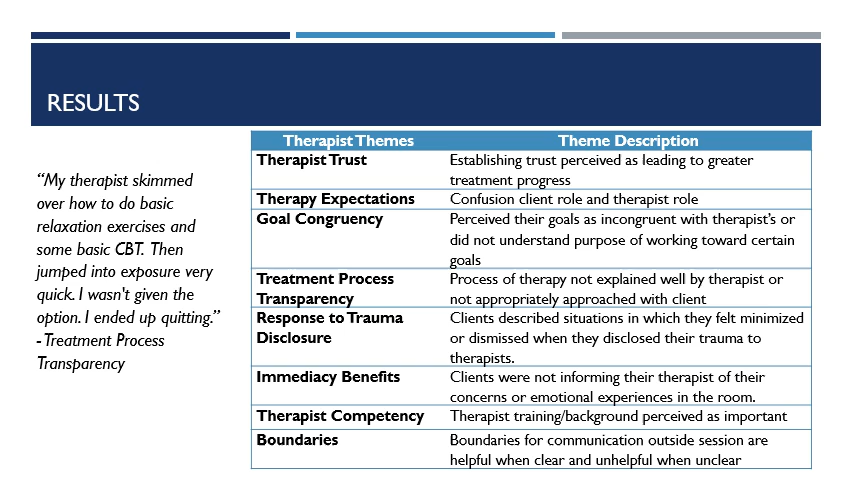 RESULTS
“My therapist skimmed
over how to do basic
relaxation exercises and
some basic CBT. Then
jumped into exposure very
quick. I wasn't given the
option. I ended up quitting.”
- Treatment Process
Transparency
Therapist Themes Theme Description
Therapist Trust Establishing trust perceived as leading to greater
treatment progress
Therapy Expectations Confusion client role and therapist role
Goal Congruency Perceived their goals as incongruent with therapist’s or
did not understand purpose of working toward certain
goals
Treatment Process Process of therapy not explained well by therapist or
Transparency not appropriately approached with client
Response to Trauma Clients described situations in which they felt minimized
Disclosure or dismissed when they disclosed their trauma to
therapists.
Immediacy Benefits Clients were not informing their therapist of their
concerns or emotional experiences in the room.
Therapist Competency Therapist training/background perceived as important
Boundaries Boundaries for communication outside session are
helpful when clear and unhelpful when unclear